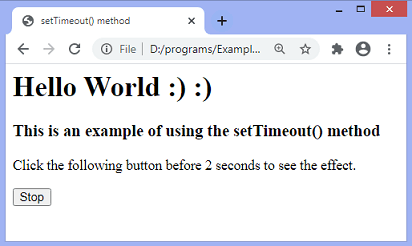 setTimeout() method
File
D:/programs/Exampl...
Hello World :) :)
This is an example of using the setTimeout() method
Click the following button before 2 seconds to see the effect.
Stop